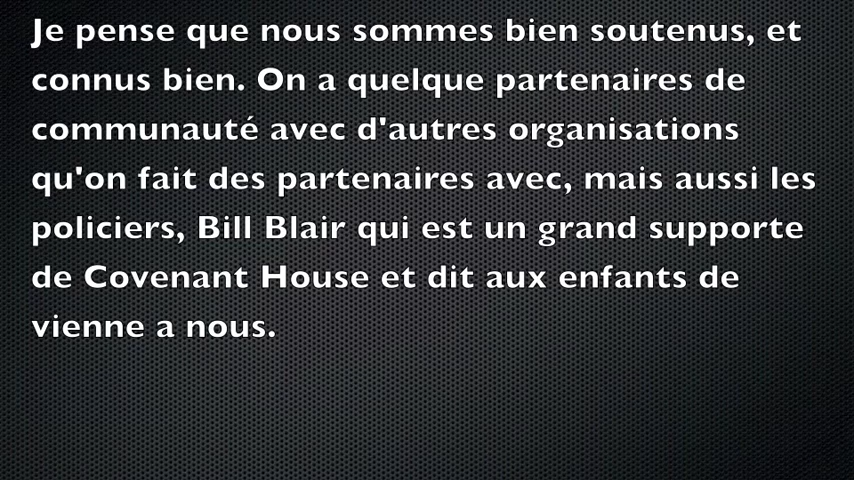 Je pense que nous sommes bien soutenus, et
connus bien. On a quelque partenaires de
communauté avec d'autres organisations
qu'on fait des partenaires avec, mais aussi les
policiers, Bill Blair qui est un grand supporte
de Covenant House et dit aux enfants de
vienne a nous.